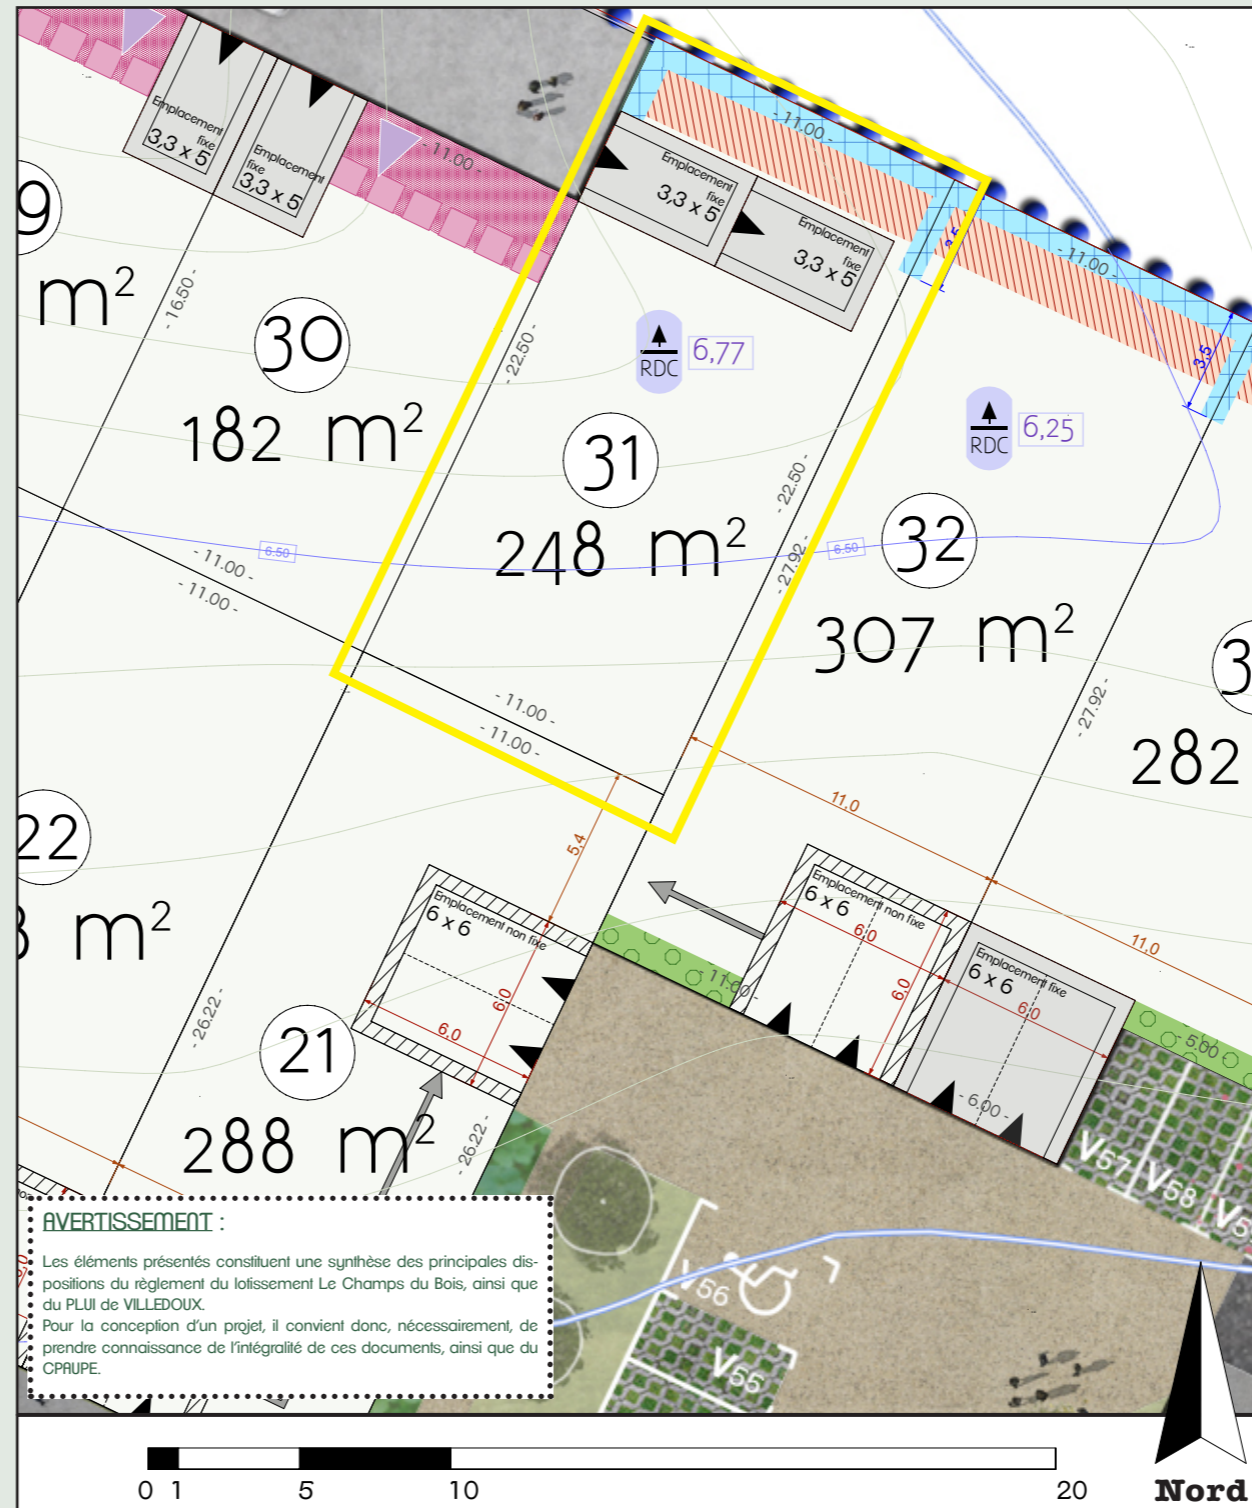 - 11.00 -
Emplacement
fixe
3,3 x 5
Emplacement
fixe
3,3 x 5
- 11.00 -
Emplacement
fixe
3,3 x 5
Emplacement
fixe
3,3 x 5
3,5
- 11.00 -
3,5
9
m²
- 16.50 -
30
182 m²
- 22.50 -
RDC
6,77
31
248 m²
- 22.50 -
- 27.92 -
RDC
6,25
32
307 m²
- 27.92 -
3
282
6.50
6.50
- 11.00 -
- 11.00 -
- 11.00 -
- 11.00 -
11,0
11,0
5,4
22
8 m²
- 26.22 -
Emplacement non fixe
6 x 6
6,0
6,0
21
288 m²
- 26.22 -
- 11.00 -
Emplacement non fixe
6 x 6
6,0
6,0
Emplacement fixe
6 x 6
6,0
- 6.00 -
- 5.00 -
V57
V58
V56
V55
AVERTISSEMENT :
Les éléments présentés constituent une synthèse des principales dis-
positions du règlement du lotissement Le Champs du Bois, ainsi que
du PLUI de VILLEDOUX.
Pour la conception d'un projet, il convient donc, nécessairement, de
prendre connaissance de l'intégralité de ces documents, ainsi que du
CPAUPE.
0 1 5 10 20
Nord